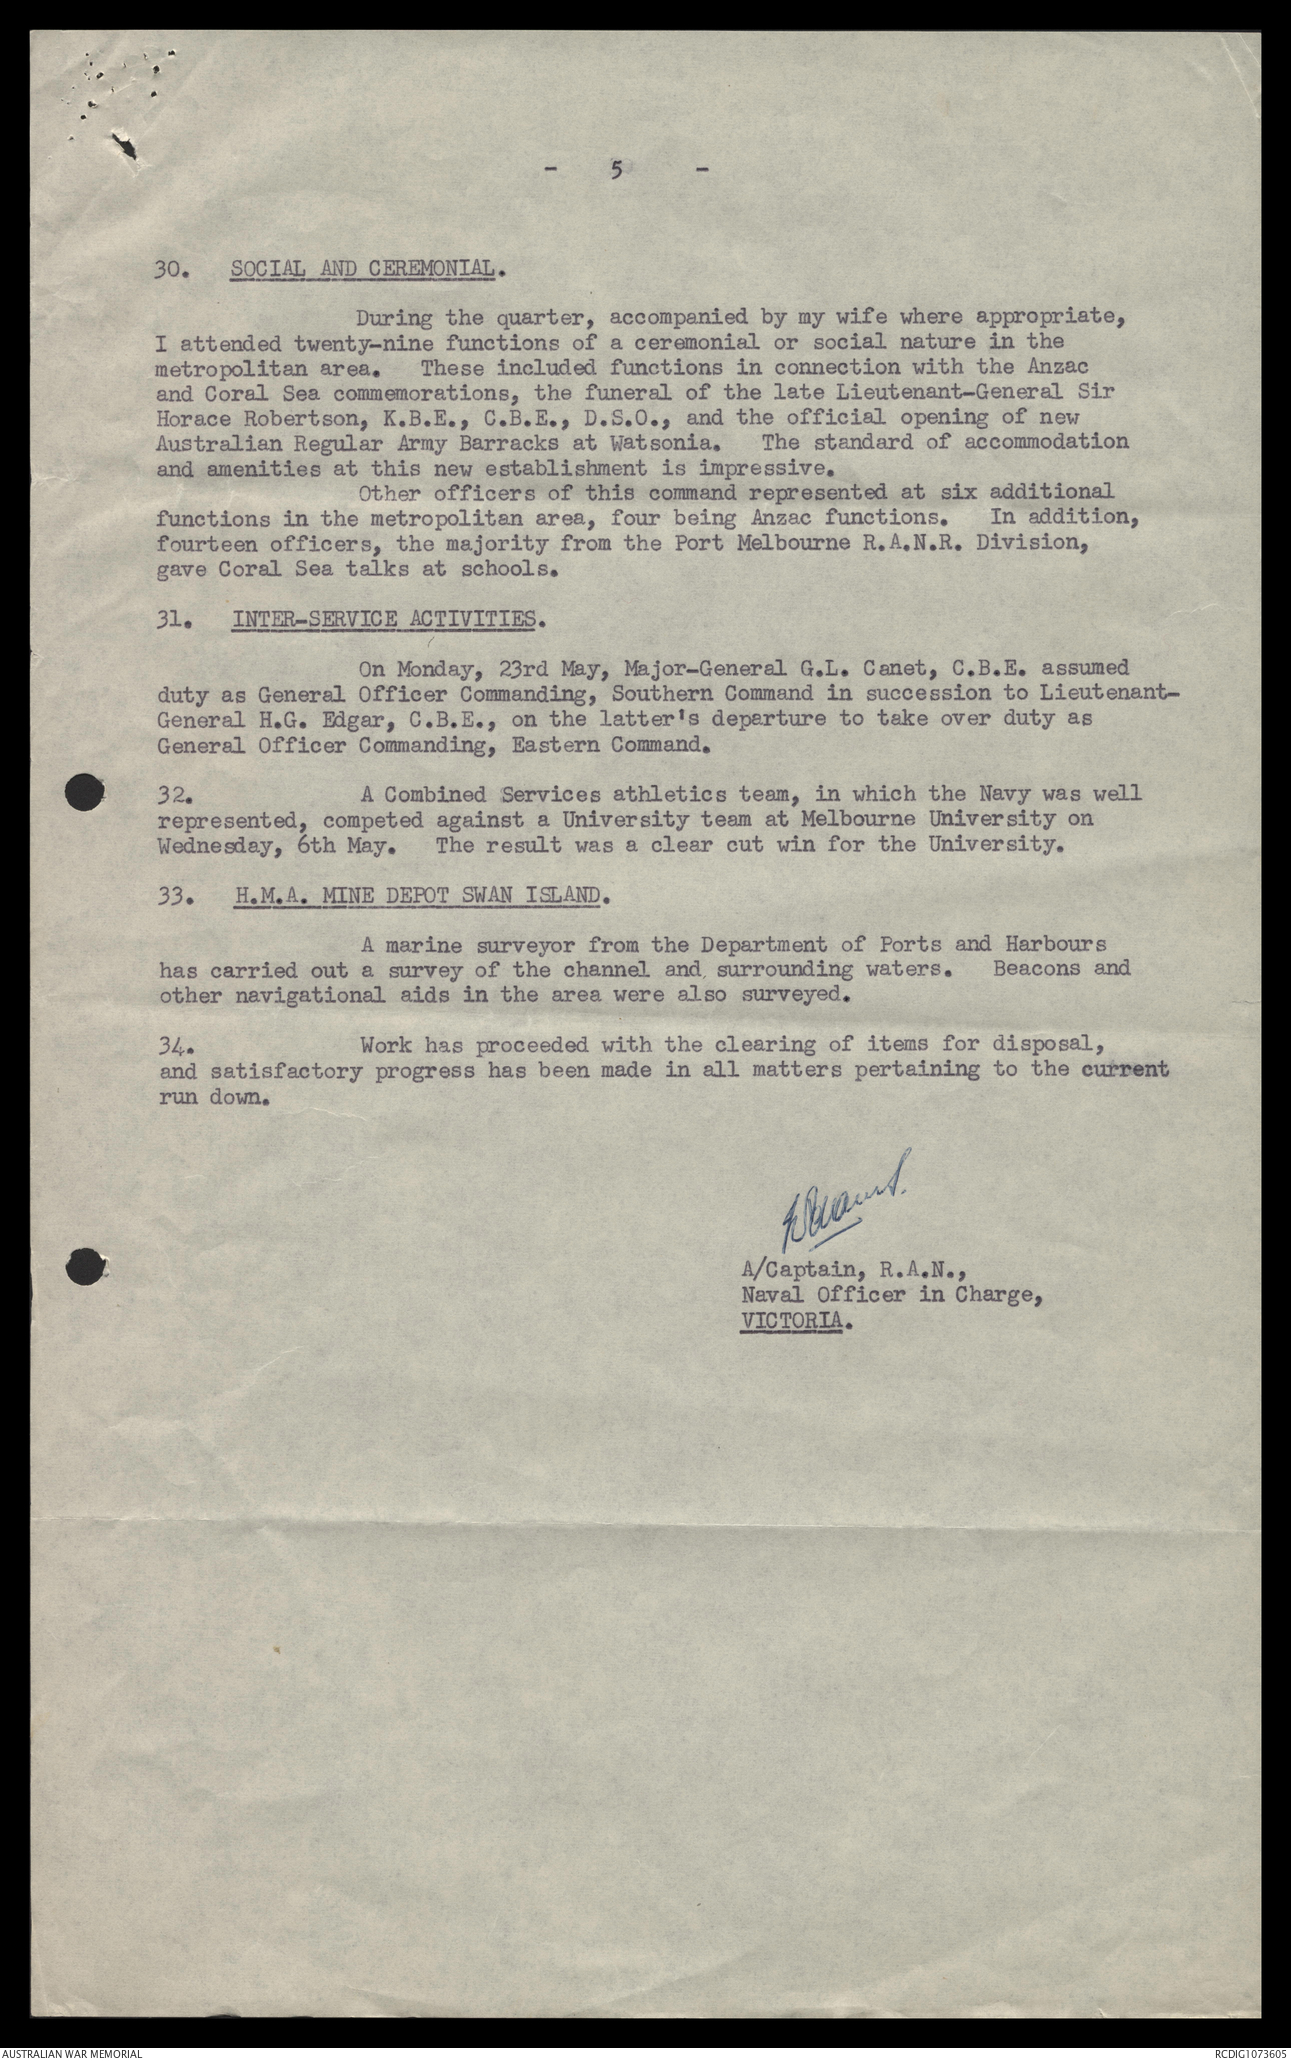 - 5 -
30. SOCIAL AND CEREMONIAL.
During the quarter, accompanied by my wife where appropriate,
I attended twenty-nine functions of a ceremonial or social nature in the
metropolitan area. These included functions in connection with the Anzac
and Coral Sea commemorations, the funeral of the late Lieutenant-General Sir
Horace Robertson, K.B.E., C.B.E., D.S.O., and the official opening of new
Australian Regular Army Barracks at Watsonia. The standard of accommodation
and amenities at this new establishment is impressive.
Other officers of this command represented at six additional
functions in the metropolitan area, four being Anzac functions. In addition,
fourteen officers, the majority from the Port Melbourne R.A.N.R. Division,
gave Coral Sea talks at schools.
31. INTER-SERVICE ACTIVITIES.
On Monday, 23rd May, Major-General G.L. Canet, C.B.E. assumed
duty as General Officer Commanding, Southern Command in succession to Lieutenant-
General H.G. Edgar, C.B.E., on the latter's departure to take over duty as
General Officer Commanding, Eastern Command.
32. A Combined Services athletics team, in which the Navy was well
represented, competed against a University team at Melbourne University on
Wednesday, 6th May. The result was a clear cut win for the University.
33. H.M.A. MINE DEPOT SWAN ISLAND.
A marine surveyor from the Department of Ports and Harbours
has carried out a survey of the channel and surrounding waters. Beacons and
other navigational aids in the area were also surveyed.
34. Work has proceeded with the clearing of items for disposal,
and satisfactory progress has been made in all matters pertaining to the current
run down.
A/Captain, R.A.N.,
Naval Officer in Charge,
VICTORIA.
AUSTRALIAN WAR MEMORIAL
RCDIG1073605